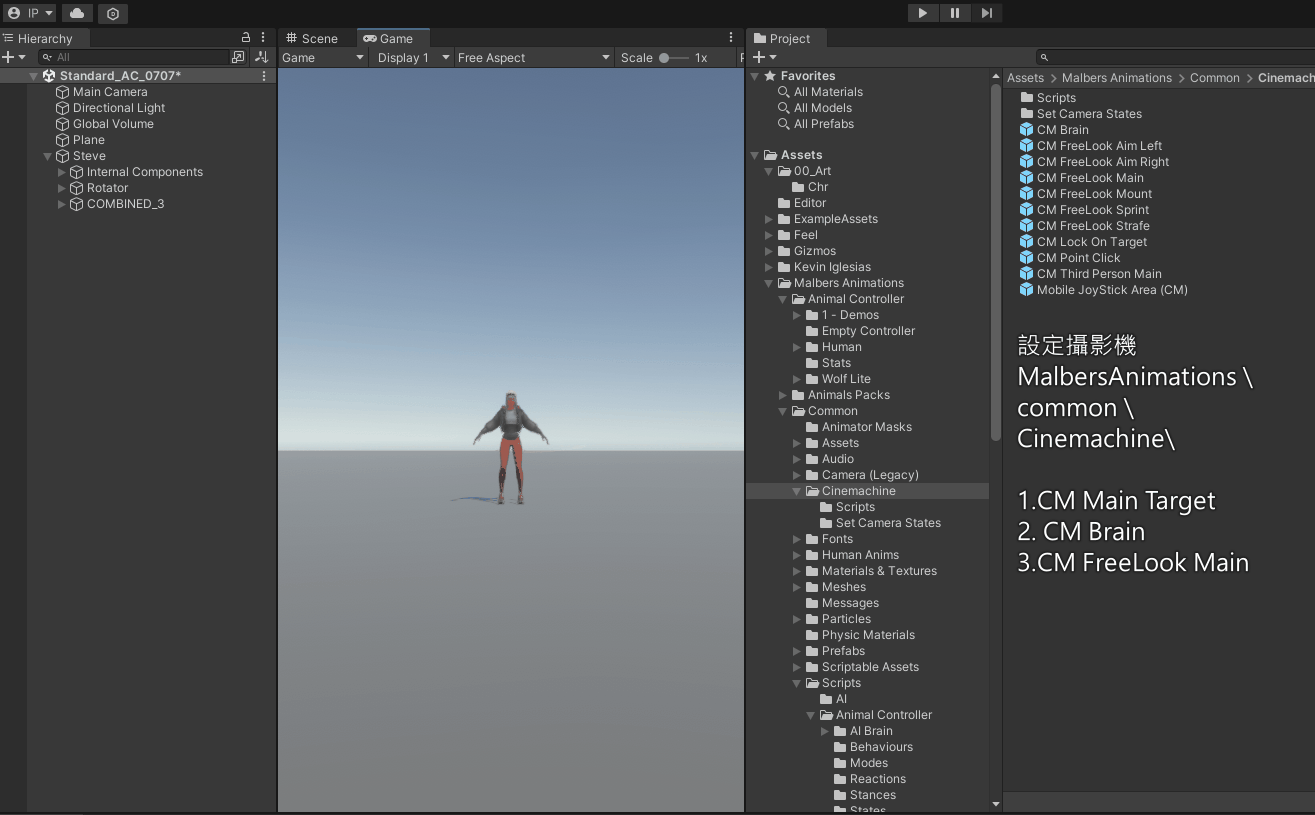 IP
Hierarchy
All
Standard_AC_0707*
Main Camera
Directional Light
Global Volume
Plane
Steve
Internal Components
Rotator
COMBINED_3
Scene
Game
Game
Display 1
Free Aspect
Scale
1x
Project
Favorites
All Materials
All Models
All Prefabs
Assets
00_Art
Chr
Editor
ExampleAssets
Feel
Gizmos
Kevin Iglesias
Malbers Animations
Animal Controller
1 - Demos
Empty Controller
Human
Stats
Wolf Lite
Animals Packs
Common
Animator Masks
Assets
Audio
Camera (Legacy)
Cinemachine
Scripts
Set Camera States
Fonts
Human Anims
Materials & Textures
Meshes
Messages
Particles
Physic Materials
Prefabs
Scriptable Assets
Scripts
AI
Animal Controller
AI Brain
Behaviours
Modes
Reactions
Stances
States
Assets > Malbers Animations > Common > Cinemach
Scripts
Set Camera States
CM Brain
CM FreeLook Aim Left
CM FreeLook Aim Right
CM FreeLook Main
CM FreeLook Mount
CM FreeLook Sprint
CM FreeLook Strafe
CM Lock On Target
CM Point Click
CM Third Person Main
Mobile JoyStick Area (CM)
設定攝影機
MalbersAnimations \
common \
Cinemachine\
1.CM Main Target
2. CM Brain
3.CM FreeLook Main